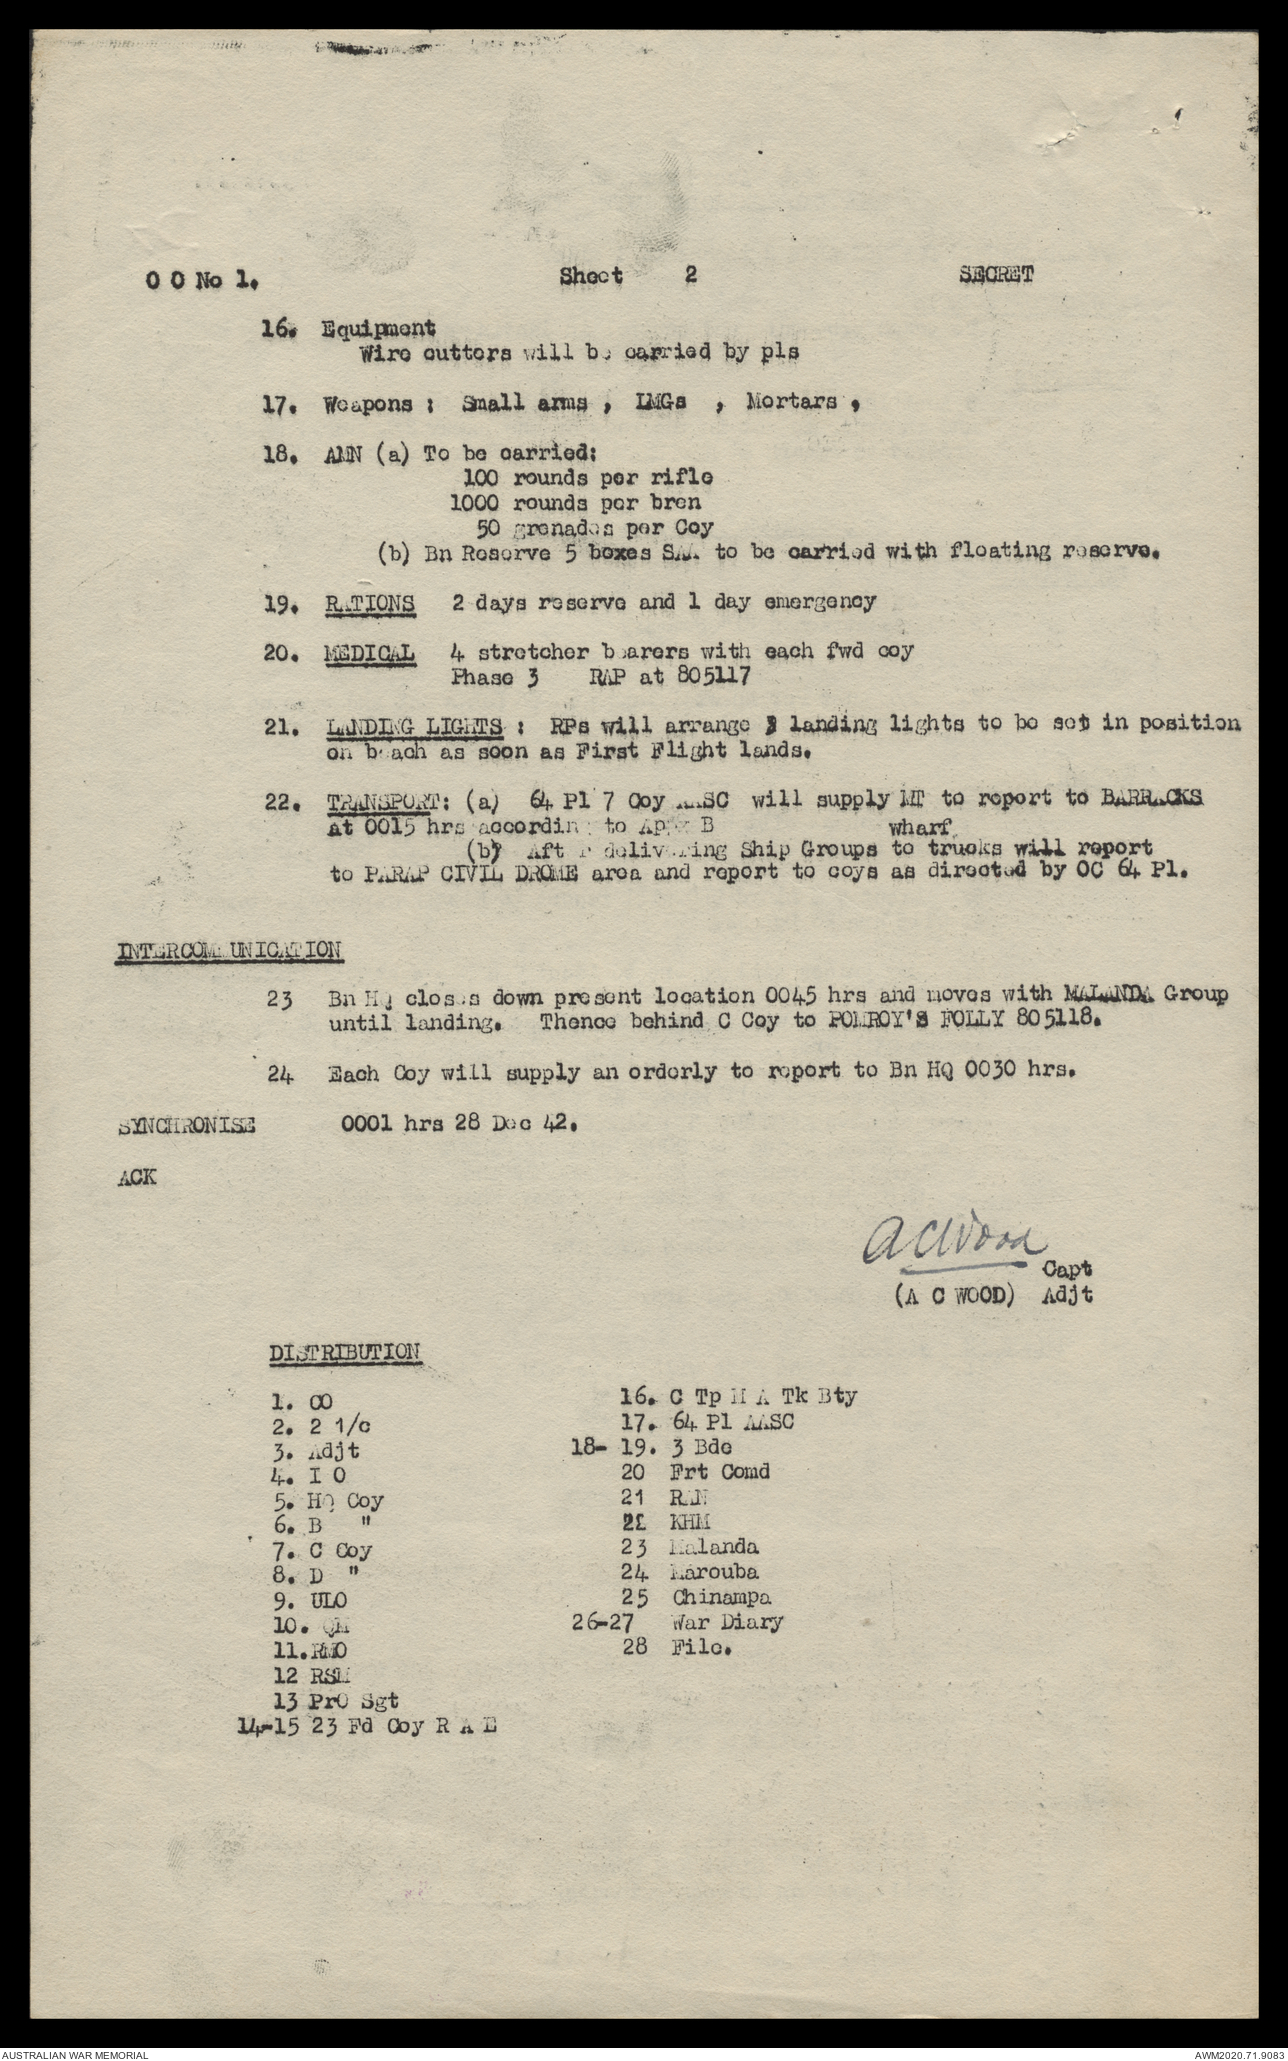 O O No 1. Sheet 2 SECRET
16. Equipment
Wire cutters will be carried by pls
17. Weapons : Small arms , LMGs , Mortars ,
18. AMN (a) To be carried:
100 rounds per rifle
1000 rounds per bren
50 grenades per Coy
(b) Bn Reserve 5 boxes SAA to be carried with floating reserve.
19. RATIONS 2 days reserve and 1 day emergency
20. MEDICAL 4 stretcher bearers with each fwd coy
Phase 3 RAP at 805117
21. LANDING LIGHTS : RPs will arrange 3 landing lights to be set in position
on beach as soon as First Flight lands.
22. TRANSPORT: (a) 64 Pl 7 Coy AASC will supply MT to report to BARRACKS
at 0015 hrs according to Appx B
wharf
(b) After delivering Ship Groups to trucks will report
to PARAP CIVIL DROME area and report to coys as directed by OC 64 Pl.
INTERCOMMUNICATION
23 Bn HQ closes down present location 0045 hrs and moves with MALANDA Group
until landing. Thence behind C Coy to POMROY'S FOLLY 805118.
24 Each Coy will supply an orderly to report to Bn HQ 0030 hrs.
SYNCHRONISE 0001 hrs 28 Dec 42.
ACK
ACWood
Capt
(A C WOOD) Adjt
DISTRIBUTION
1. CO
2. 2 1/c
3. Adjt
4. I O
5. HQ Coy
6. B "
7. C Coy
8. D "
9. ULO
10. QM
11. RMO
12 RSM
13 PrO Sgt
14-15 23 Fd Coy R A E
16. C Tp H A Tk Bty
17. 64 Pl AASC
18- 19. 3 Bde
20 Frt Comd
21 RAN
22 KHM
23 Malanda
24 Marouba
25 Chinampa
26-27 War Diary
28 File.
AUSTRALIAN WAR MEMORIAL AWM2020.71.9083